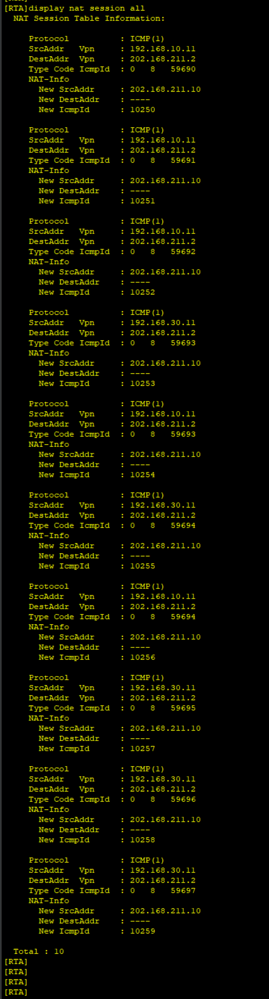 [RTA]display nat session all
NAT Session Table Information:
Protocol : ICMP(1)
SrcAddr Vpn : 192.168.10.11
DestAddr Vpn : 202.168.211.2
Type Code IcmpId : 0 8 59690
NAT-Info
New SrcAddr : 202.168.211.10
New DestAddr : ----
New IcmpId : 10250
Protocol : ICMP(1)
SrcAddr Vpn : 192.168.10.11
DestAddr Vpn : 202.168.211.2
Type Code IcmpId : 0 8 59691
NAT-Info
New SrcAddr : 202.168.211.10
New DestAddr : ----
New IcmpId : 10251
Protocol : ICMP(1)
SrcAddr Vpn : 192.168.10.11
DestAddr Vpn : 202.168.211.2
Type Code IcmpId : 0 8 59692
NAT-Info
New SrcAddr : 202.168.211.10
New DestAddr : ----
New IcmpId : 10252
Protocol : ICMP(1)
SrcAddr Vpn : 192.168.30.11
DestAddr Vpn : 202.168.211.2
Type Code IcmpId : 0 8 59693
NAT-Info
New SrcAddr : 202.168.211.10
New DestAddr : ----
New IcmpId : 10253
Protocol : ICMP(1)
SrcAddr Vpn : 192.168.10.11
DestAddr Vpn : 202.168.211.2
Type Code IcmpId : 0 8 59693
NAT-Info
New SrcAddr : 202.168.211.10
New DestAddr : ----
New IcmpId : 10254
Protocol : ICMP(1)
SrcAddr Vpn : 192.168.30.11
DestAddr Vpn : 202.168.211.2
Type Code IcmpId : 0 8 59694
NAT-Info
New SrcAddr : 202.168.211.10
New DestAddr : ----
New IcmpId : 10255
Protocol : ICMP(1)
SrcAddr Vpn : 192.168.10.11
DestAddr Vpn : 202.168.211.2
Type Code IcmpId : 0 8 59694
NAT-Info
New SrcAddr : 202.168.211.10
New DestAddr : ----
New IcmpId : 10256
Protocol : ICMP(1)
SrcAddr Vpn : 192.168.30.11
DestAddr Vpn : 202.168.211.2
Type Code IcmpId : 0 8 59695
NAT-Info
New SrcAddr : 202.168.211.10
New DestAddr : ----
New IcmpId : 10257
Protocol : ICMP(1)
SrcAddr Vpn : 192.168.30.11
DestAddr Vpn : 202.168.211.2
Type Code IcmpId : 0 8 59696
NAT-Info
New SrcAddr : 202.168.211.10
New DestAddr : ----
New IcmpId : 10258
Protocol : ICMP(1)
SrcAddr Vpn : 192.168.30.11
DestAddr Vpn : 202.168.211.2
Type Code IcmpId : 0 8 59697
NAT-Info
New SrcAddr : 202.168.211.10
New DestAddr : ----
New IcmpId : 10259
Total : 10
[RTA]
[RTA]
[RTA]
[RTA]